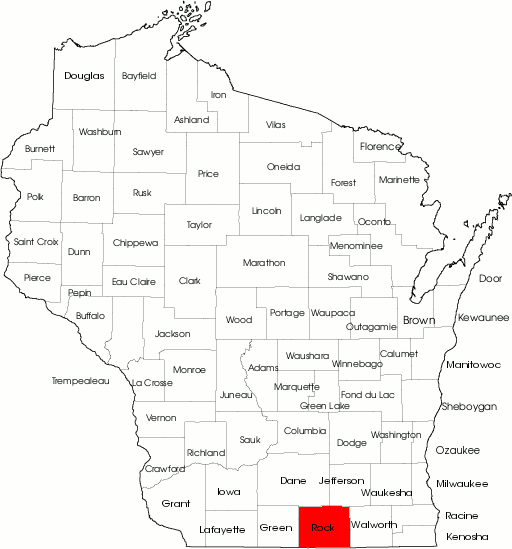 Douglas
Bayfield
Iron
Ashland
Vilas
Washburn
Burnett
Sawyer
Florence
Price
Oneida
Forest
Marinette
Polk
Barron
Rusk
Taylor
Lincoln
Langlade
Oconto
Saint Croix
Dunn
Chippewa
Menominee
Marathon
Pierce
Eau Claire
Clark
Shawano
Door
Pepin
Buffalo
Wood
Portage
Waupaca
Outagamie
Brown
Kewaunee
Jackson
Waushara
Winnebago
Calumet
Manitowoc
Trempealeau
La Crosse
Monroe
Adams
Juneau
Marquette
Green Lake
Fond du Lac
Sheboygan
Vernon
Richland
Sauk
Columbia
Dodge
Washington
Ozaukee
Crawford
Grant
Iowa
Dane
Jefferson
Waukesha
Milwaukee
Lafayette
Green
Rock
Walworth
Racine
Kenosha